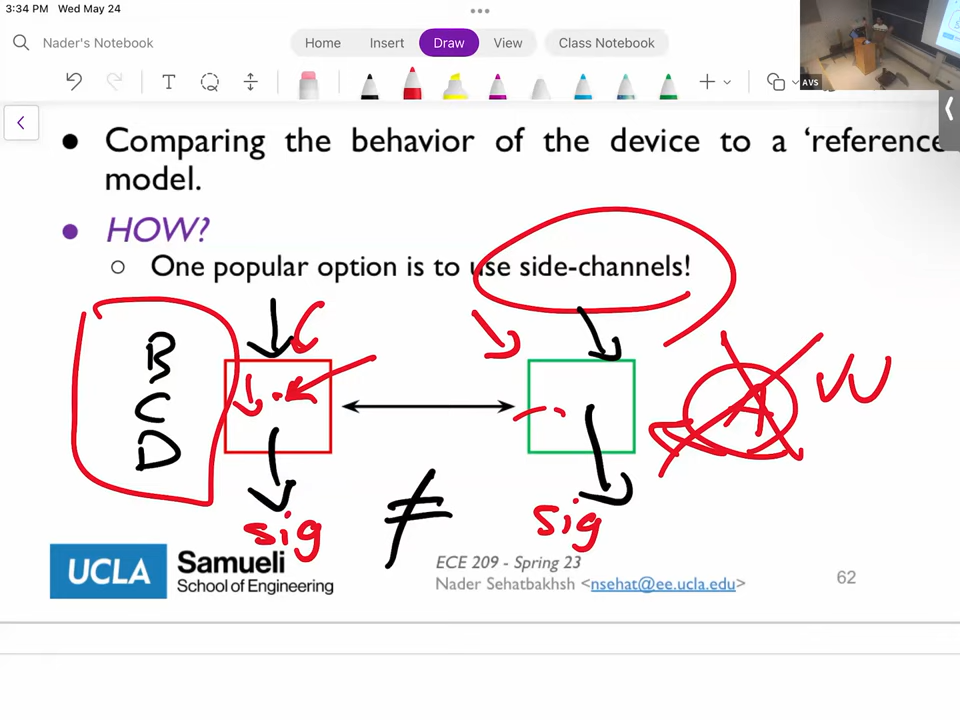 3:34 PM Wed May 24
Nader's Notebook
Home Insert Draw View Class Notebook
AVS
● Comparing the behavior of the device to a 'reference
model.
● HOW?
○ One popular option is to use side-channels!
B
C
D
A
W
sig
≠
sig
UCLA
Samueli
School of Engineering
ECE 209 - Spring 23
Nader Sehatbakhsh <nsehat@ee.ucla.edu>
62